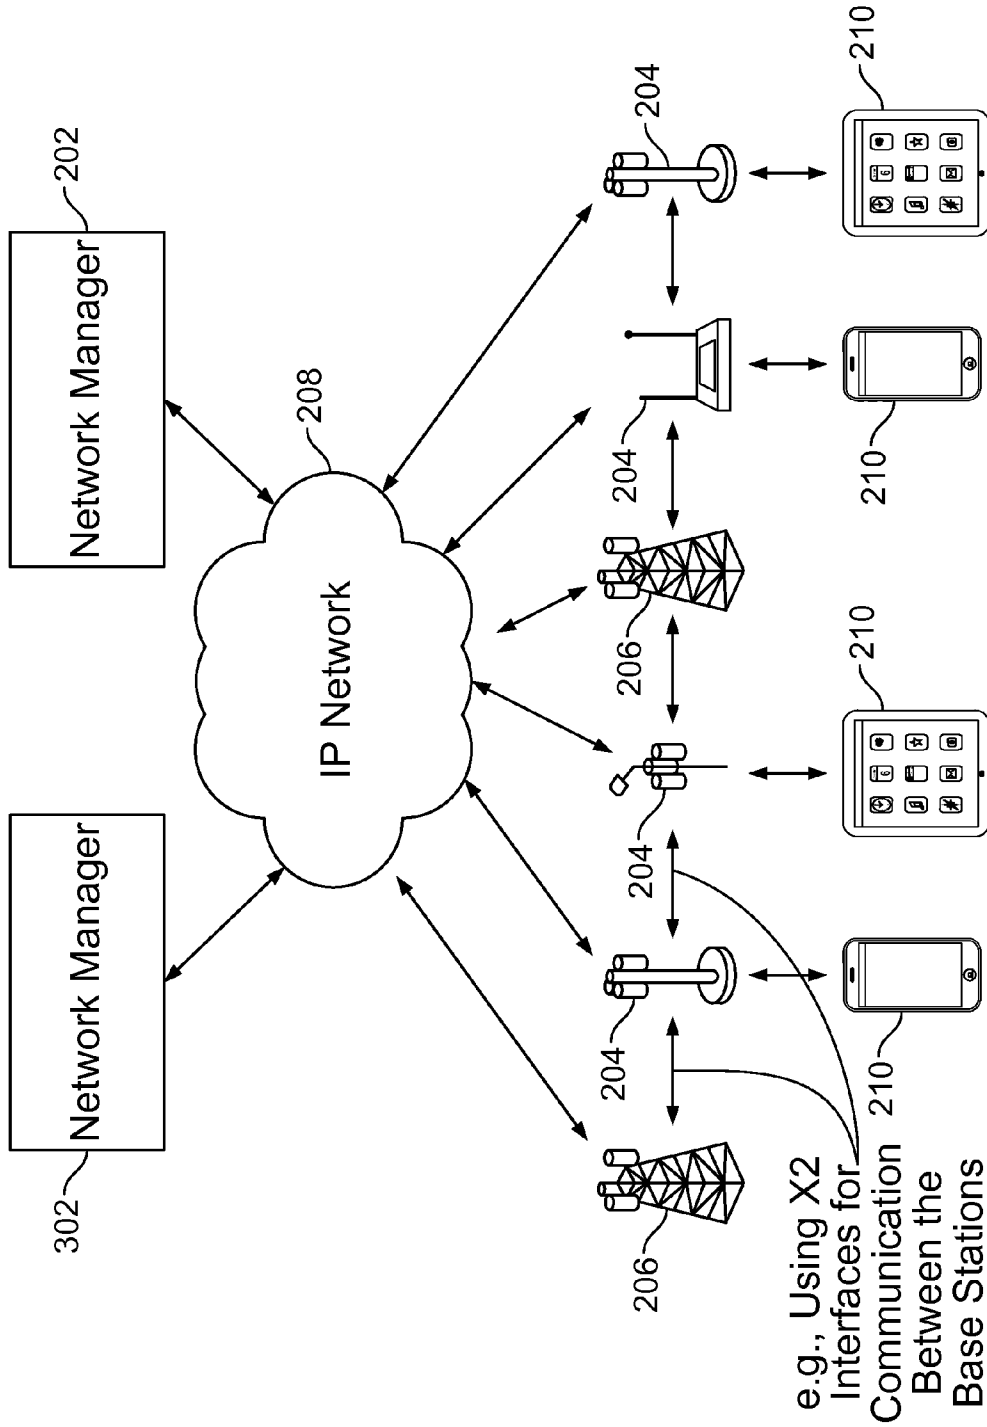 302
Network Manager
Network Manager
202
IP Network
208
206
204
204
206
204
204
e.g., Using X2
Interfaces for
Communication
Between the
Base Stations
210
210
210
210